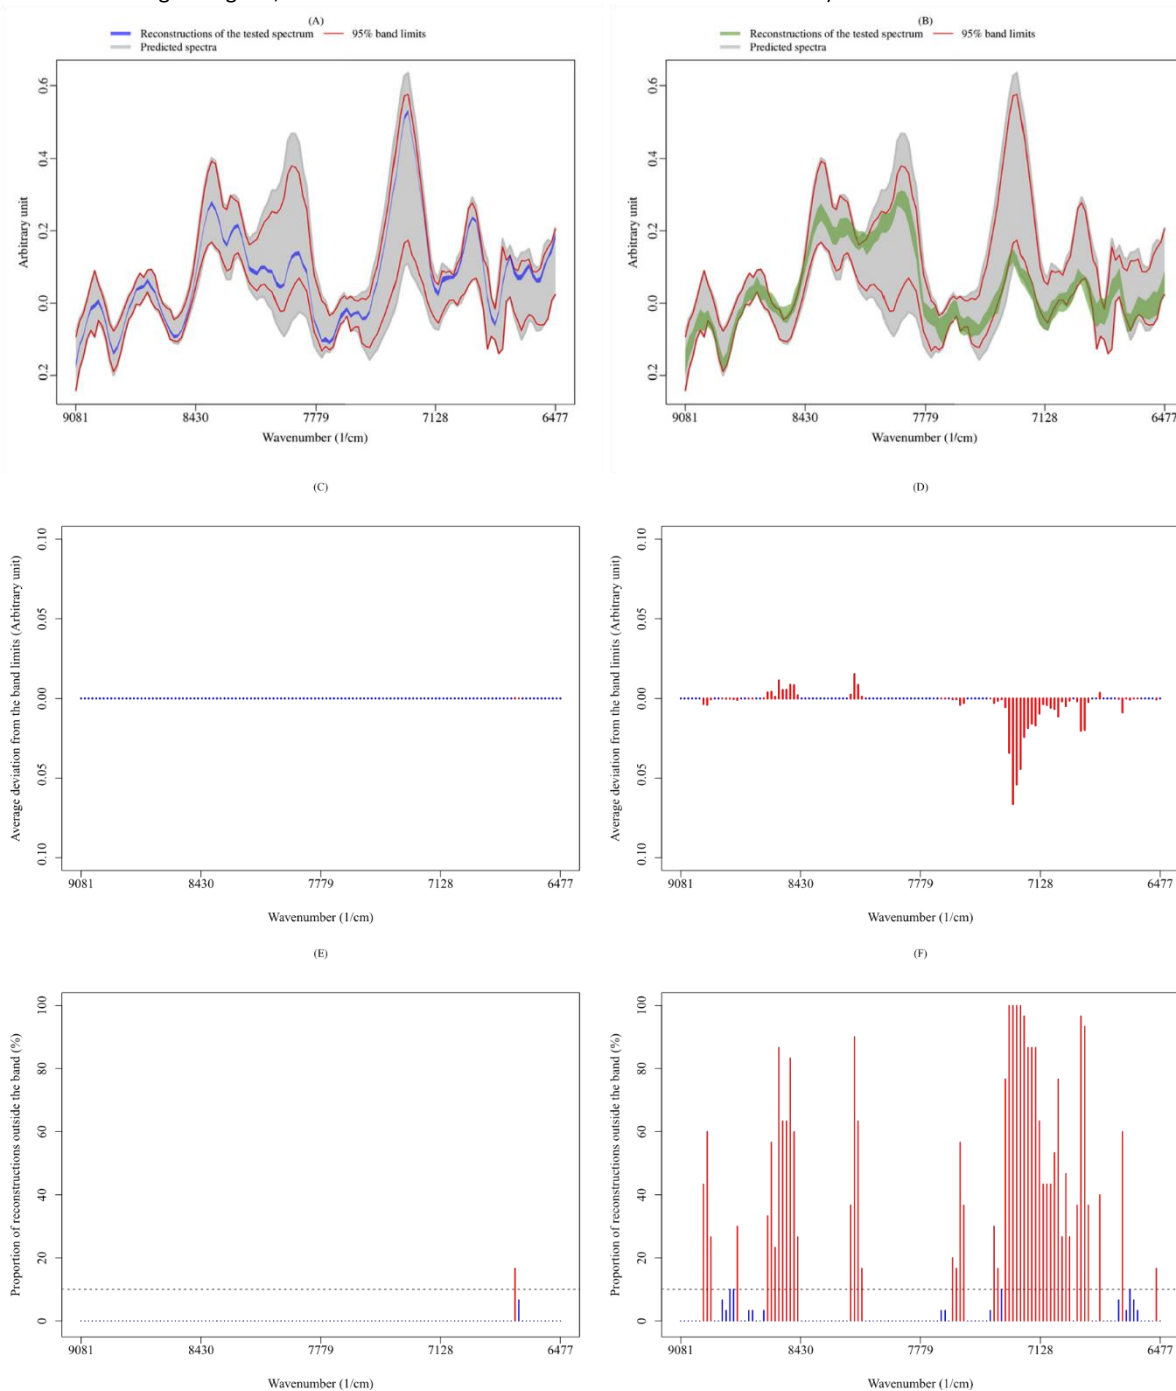 (A)
Reconstructions of the tested spectrum 95% band limits
Predicted spectra
Arbitrary unit
0.6
0.4
0.2
0.0
0.2
9081 8430 7779 7128 6477
Wavenumber (1/cm)
(B)
Reconstructions of the tested spectrum 95% band limits
Predicted spectra
Arbitrary unit
0.6
0.4
0.2
0.0
0.2
9081 8430 7779 7128 6477
Wavenumber (1/cm)
(C)
Average deviation from the band limits (Arbitrary unit)
0.10
0.05
0.00
0.05
0.10
9081 8430 7779 7128 6477
Wavenumber (1/cm)
(D)
Average deviation from the band limits (Arbitrary unit)
0.10
0.05
0.00
0.05
0.10
9081 8430 7779 7128 6477
Wavenumber (1/cm)
(E)
Proportion of reconstructions outside the band (%)
100
80
60
40
20
0
9081 8430 7779 7128 6477
Wavenumber (1/cm)
(F)
Proportion of reconstructions outside the band (%)
100
80
60
40
20
0
9081 8430 7779 7128 6477
Wavenumber (1/cm)